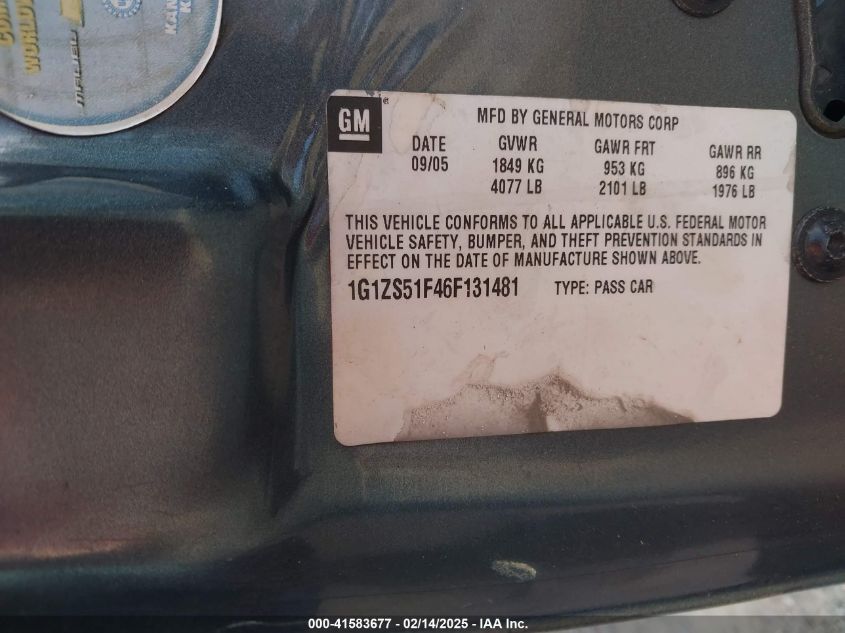 WORLD
MALIBU
KAN
GM
MFD BY GENERAL MOTORS CORP
DATE GVWR GAWR FRT GAWR RR
09/05 1849 KG 953 KG 896 KG
4077 LB 2101 LB 1976 LB
THIS VEHICLE CONFORMS TO ALL APPLICABLE U.S. FEDERAL MOTOR
VEHICLE SAFETY, BUMPER, AND THEFT PREVENTION STANDARDS IN
EFFECT ON THE DATE OF MANUFACTURE SHOWN ABOVE.
1G1ZS51F46F131481 TYPE: PASS CAR
000-41583677 - 02/14/2025 - IAA Inc.